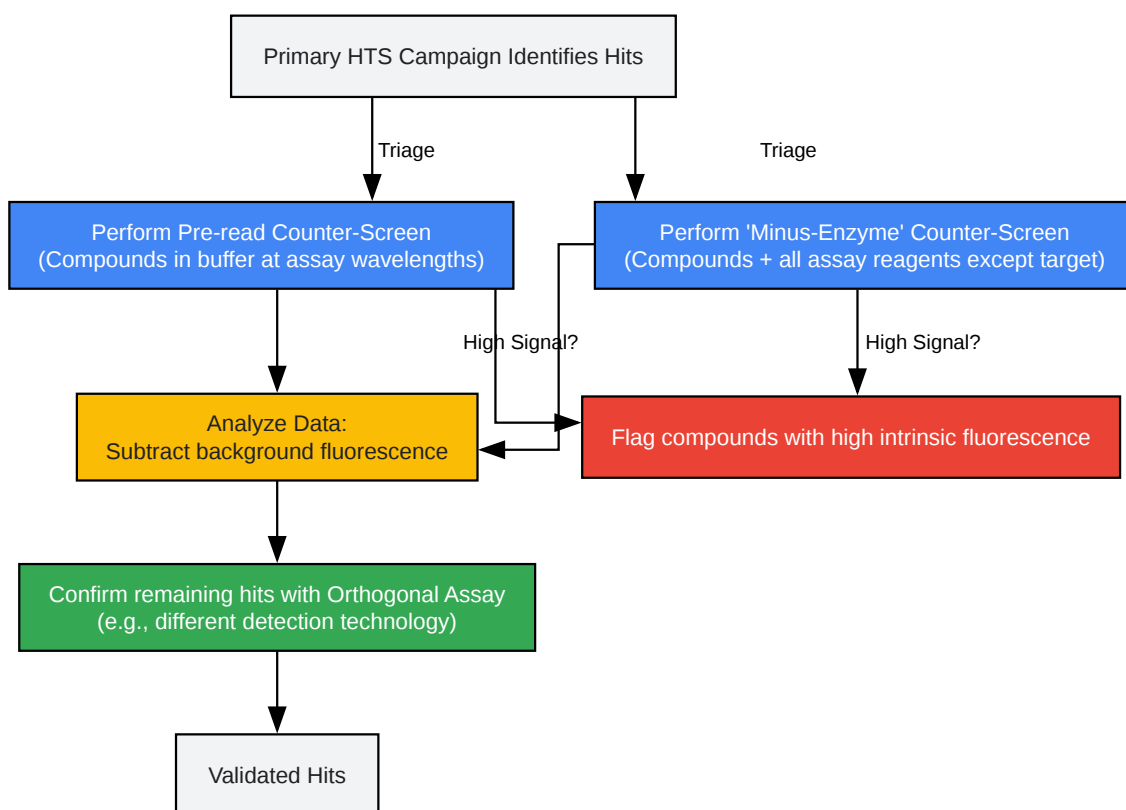 Primary HTS Campaign Identifies Hits
Triage
Triage
Perform Pre-read Counter-Screen
(Compounds in buffer at assay wavelengths)
Perform 'Minus-Enzyme' Counter-Screen
(Compounds + all assay reagents except target)
High Signal?
High Signal?
Analyze Data:
Subtract background fluorescence
Flag compounds with high intrinsic fluorescence
Confirm remaining hits with Orthogonal Assay
(e.g., different detection technology)
Validated Hits